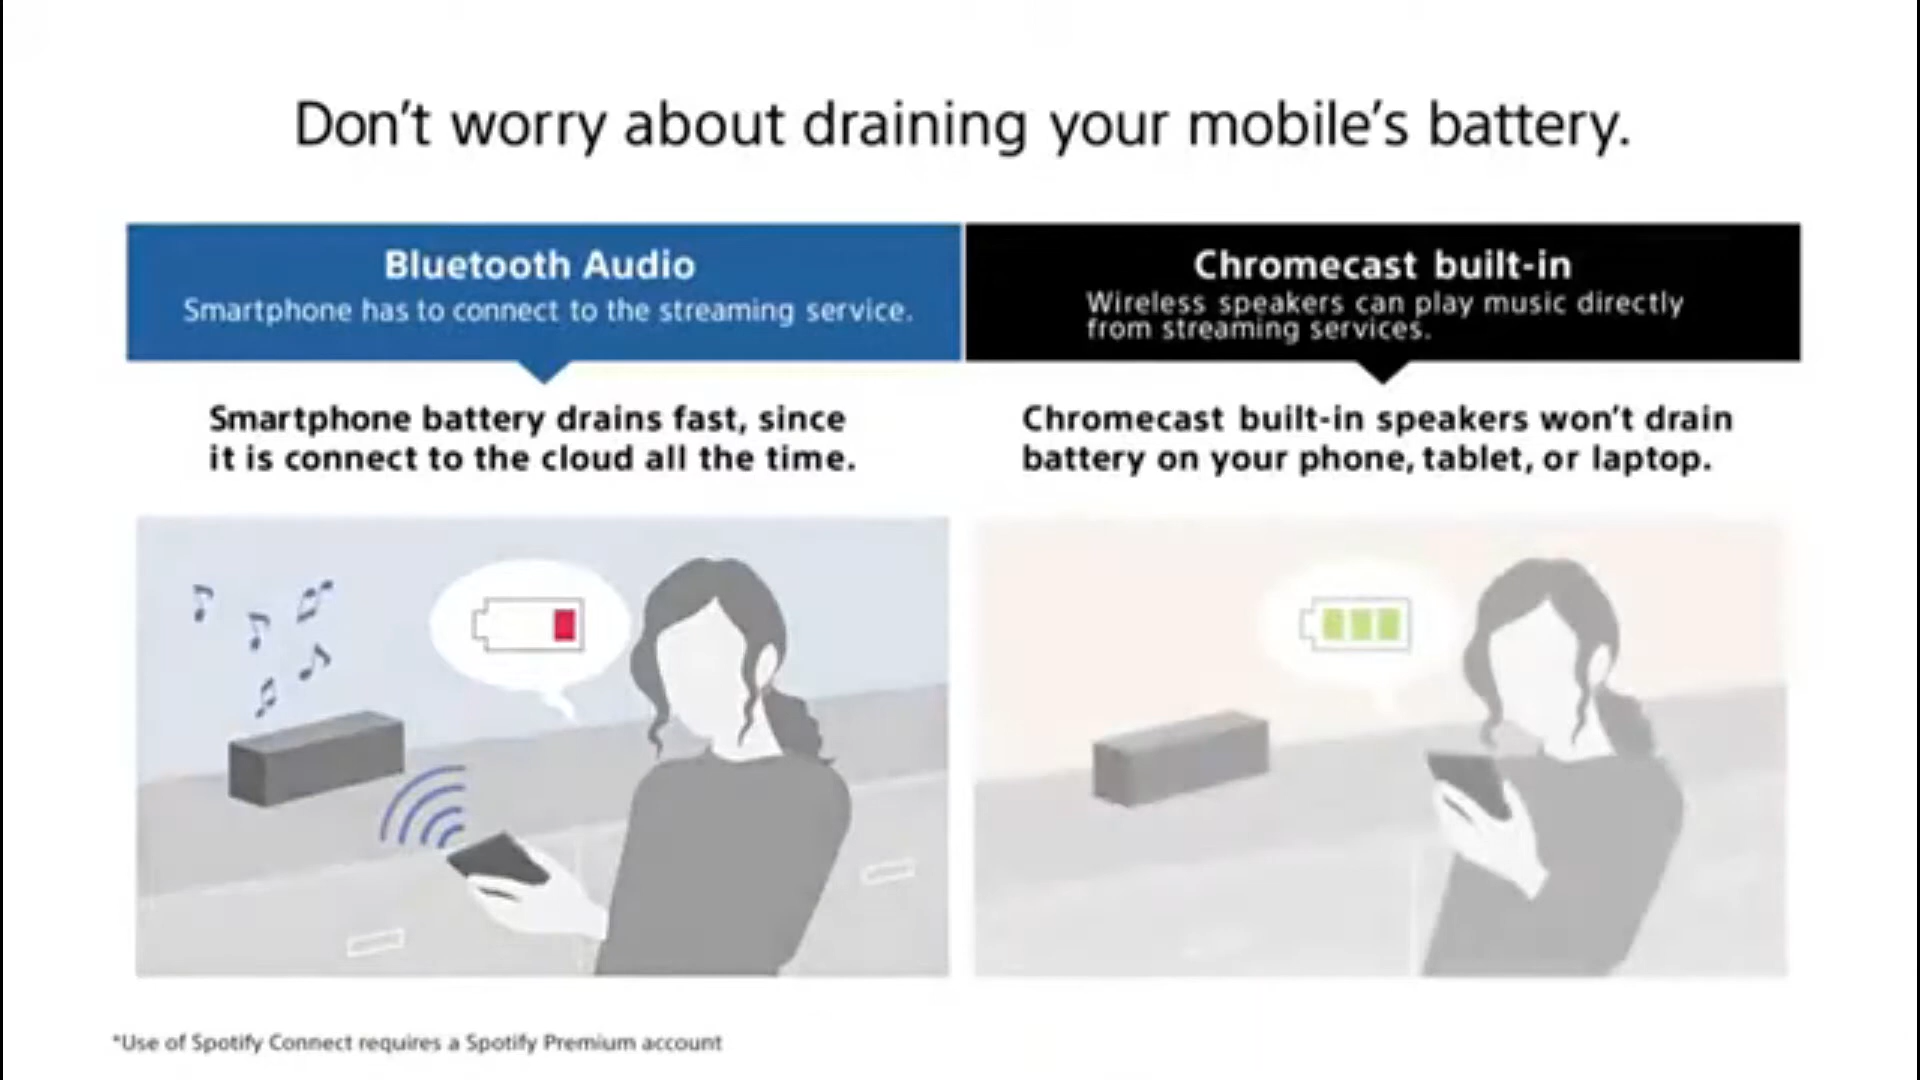 Don't worry about draining your mobile's battery.
Bluetooth Audio
Smartphone has to connect to the streaming service.
Chromecast built-in
Wireless speakers can play music directly
from streaming services.
Smartphone battery drains fast, since
it is connect to the cloud all the time.
Chromecast built-in speakers won't drain
battery on your phone, tablet, or laptop.
*Use of Spotify Connect requires a Spotify Premium account